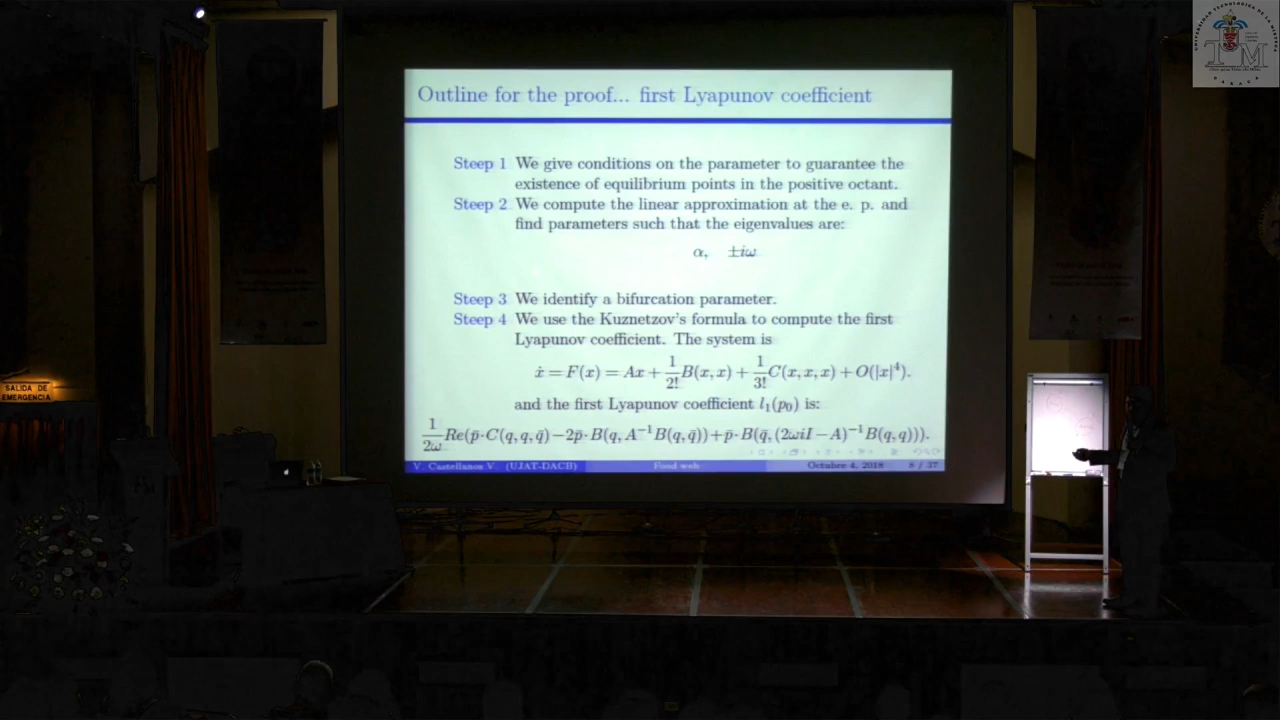 Outline for the proof... first Lyapunov coefficient
Steep 1 We give conditions on the parameter to guarantee the
existence of equilibrium points in the positive octant.
Steep 2 We compute the linear approximation at the e. p. and
find parameters such that the eigenvalues are:
α, ±iω
Steep 3 We identify a bifurcation parameter.
Steep 4 We use the Kuznetzov's formula to compute the first
Lyapunov coefficient. The system is
ẋ = F(x) = Ax + 1/2! B(x, x) + 1/3! C(x, x, x) + O(|x|⁴).
and the first Lyapunov coefficient l₁(p₀) is:
1/2ω Re(p̄·C(q, q, q̄)−2p̄·B(q, A⁻¹B(q, q̄))+p̄·B(q̄, (2ωiI−A)⁻¹B(q, q))).
V. Castellanos V. (UJAT-DACB) Food web Octubre 4, 2018 8 / 37
SALIDA DE
EMERGENCIA